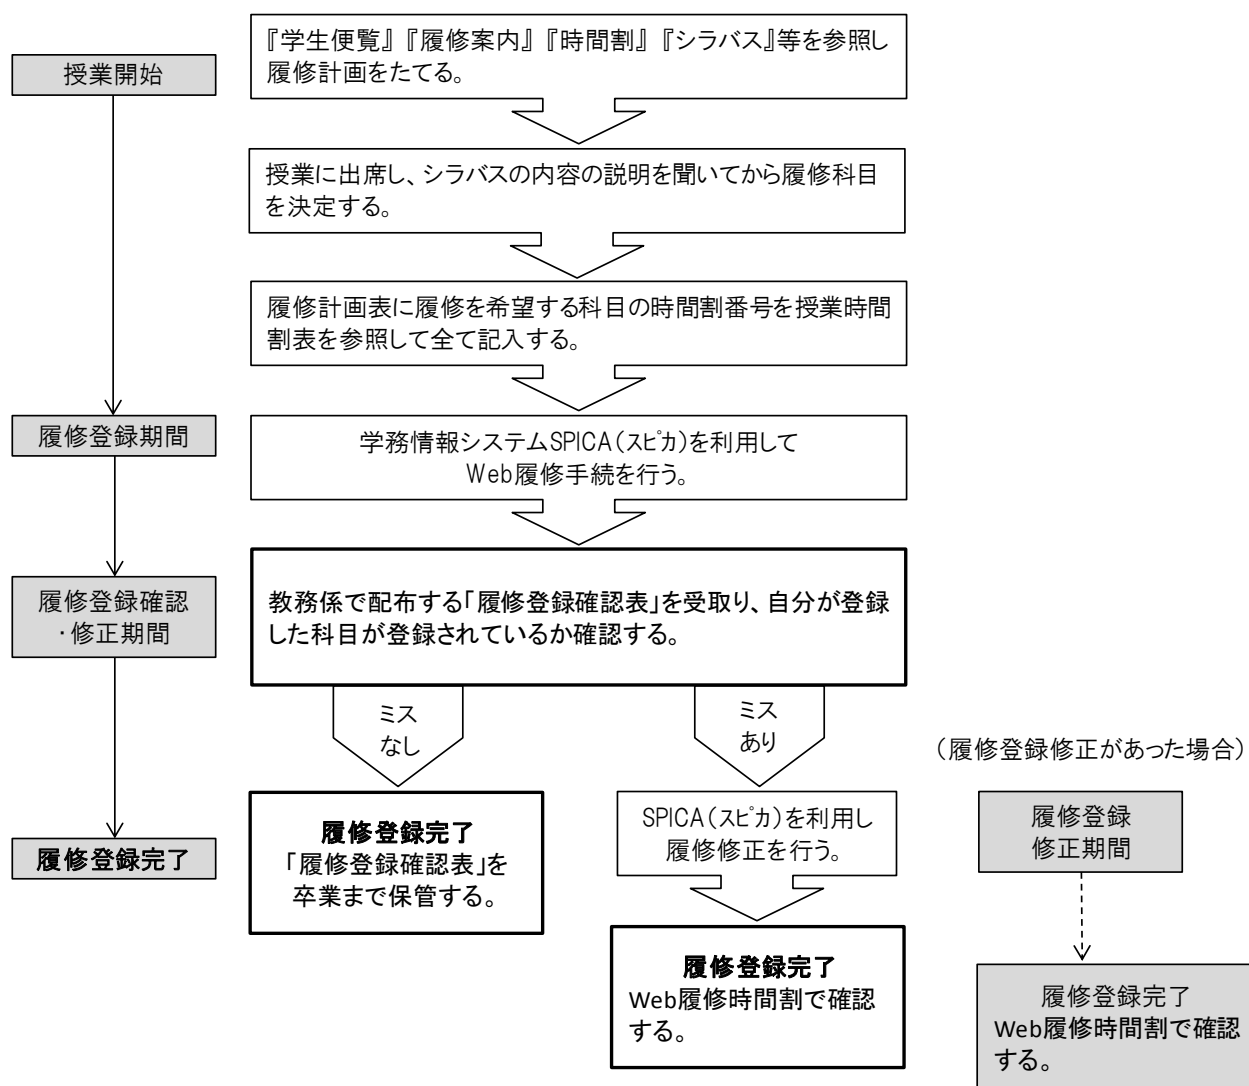 『学生便覧』『履修案内』『時間割』『シラバス』等を参照し
履修計画をたてる。
授業開始
授業に出席し、シラバスの内容の説明を聞いてから履修科目
を決定する。
履修計画表に履修を希望する科目の時間割番号を授業時間
割表を参照して全て記入する。
履修登録期間
学務情報システムSPICA(スピカ)を利用して
Web履修手続を行う。
履修登録確認
・修正期間
教務係で配布する「履修登録確認表」を受取り、自分が登録
した科目が登録されているか確認する。
ミス
なし
ミス
あり
(履修登録修正があった場合)
履修登録完了
履修登録完了
「履修登録確認表」を
卒業まで保管する。
SPICA(スピカ)を利用し
履修修正を行う。
履修登録
修正期間
履修登録完了
Web履修時間割で確認
する。
履修登録完了
Web履修時間割で確認
する。